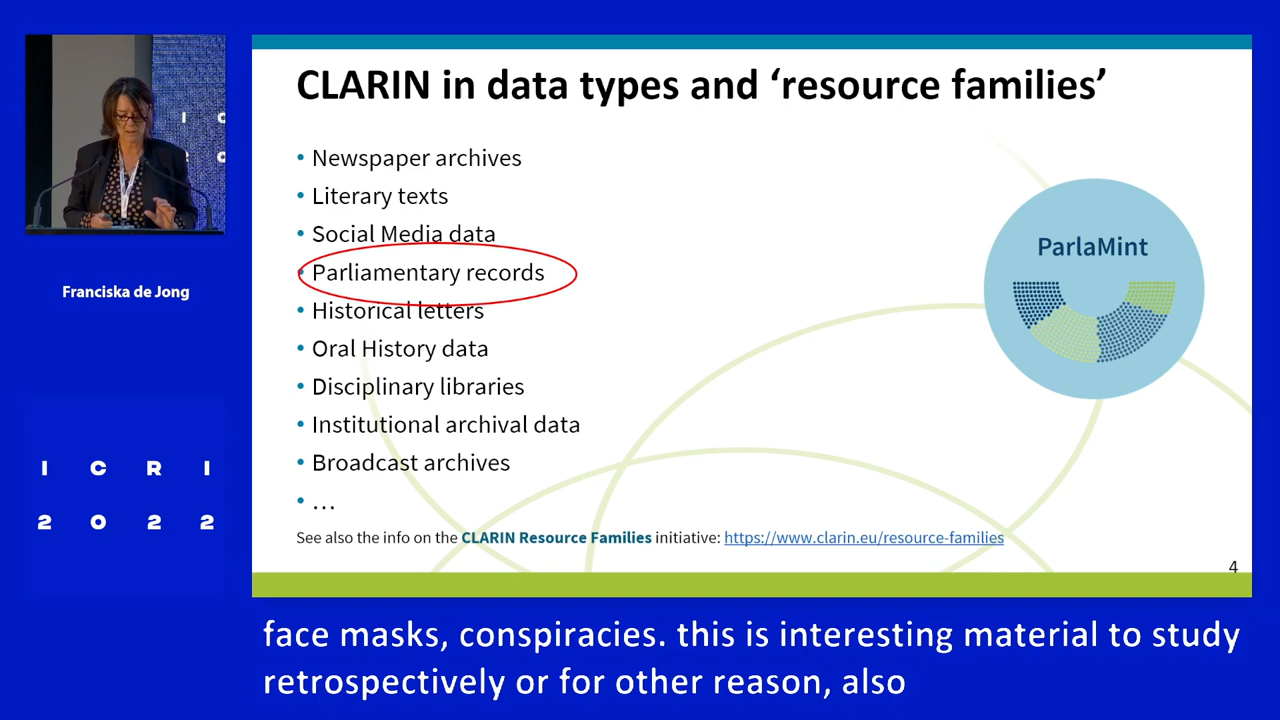 CLARIN in data types and ‘resource families’
• Newspaper archives
• Literary texts
• Social Media data
• Parliamentary records
• Historical letters
• Oral History data
• Disciplinary libraries
• Institutional archival data
• Broadcast archives
• …
See also the info on the CLARIN Resource Families initiative: https://www.clarin.eu/resource-families
4
ParlaMint
Franciska de Jong
I C R I
2 0 2 2
face masks, conspiracies. this is interesting material to study
retrospectively or for other reason, also